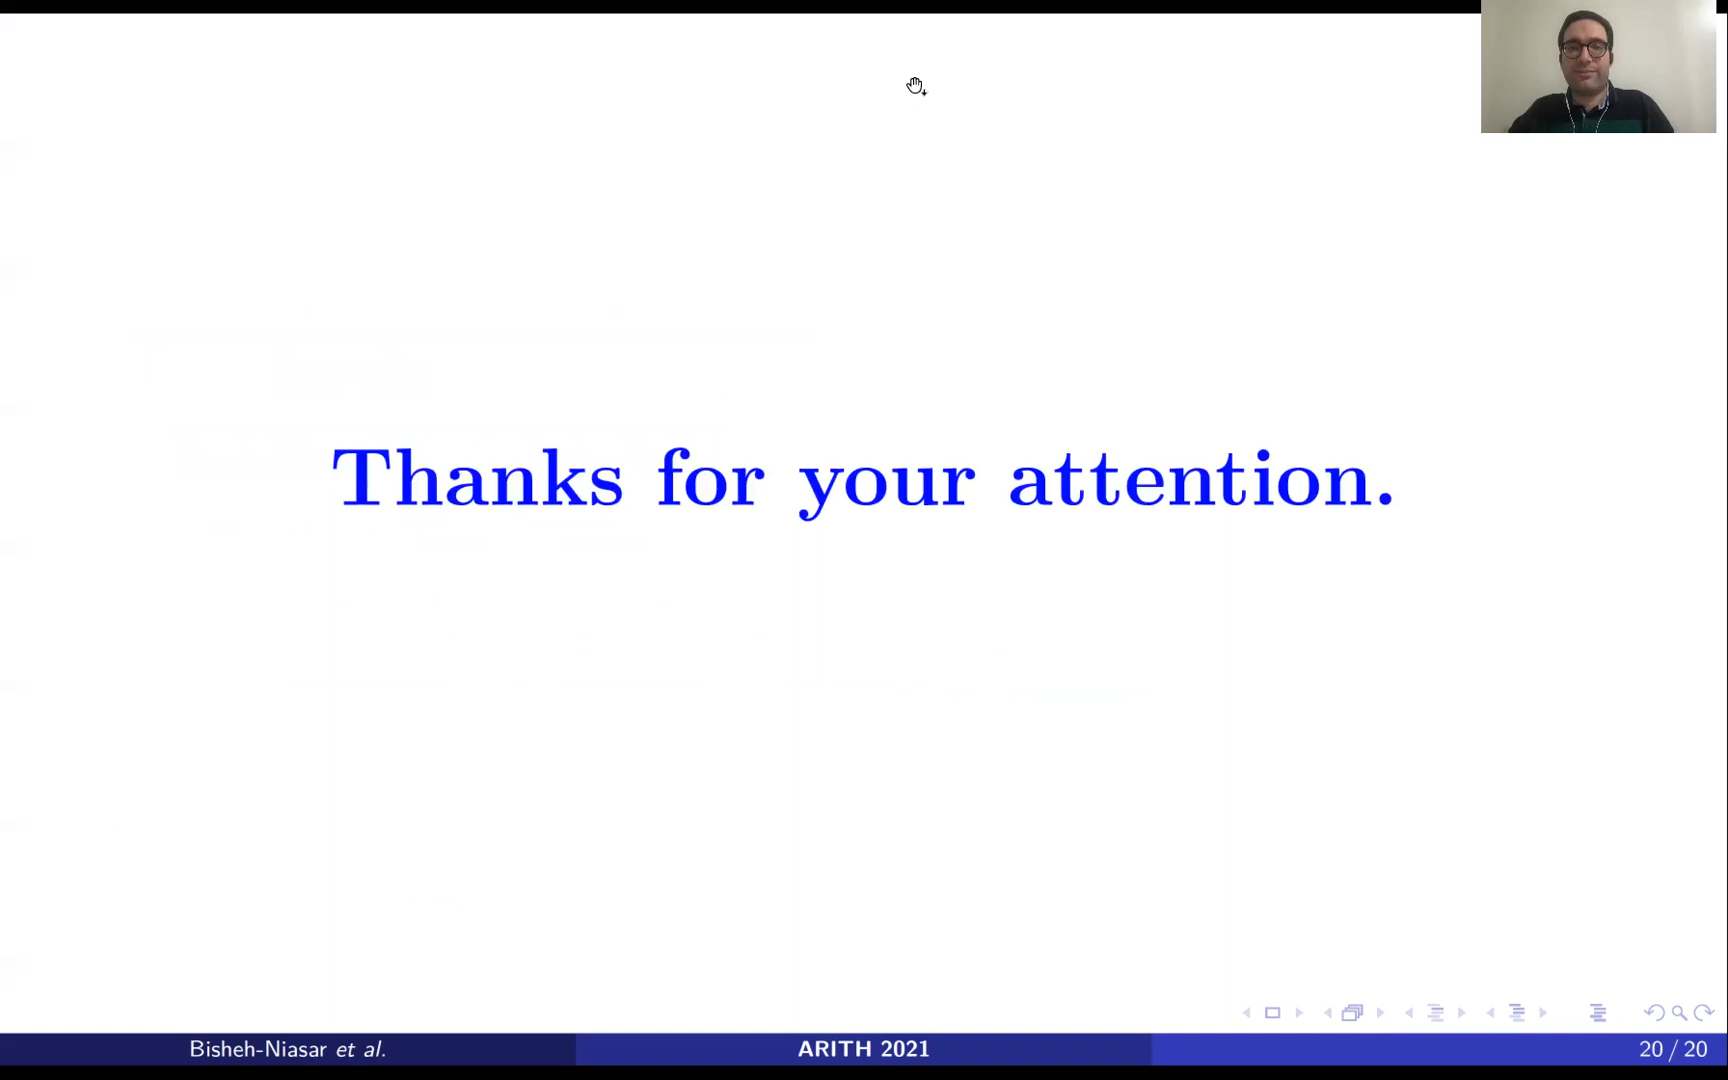 Thanks for your attention.
Bisheh-Niasar et al.
ARITH 2021
20 / 20